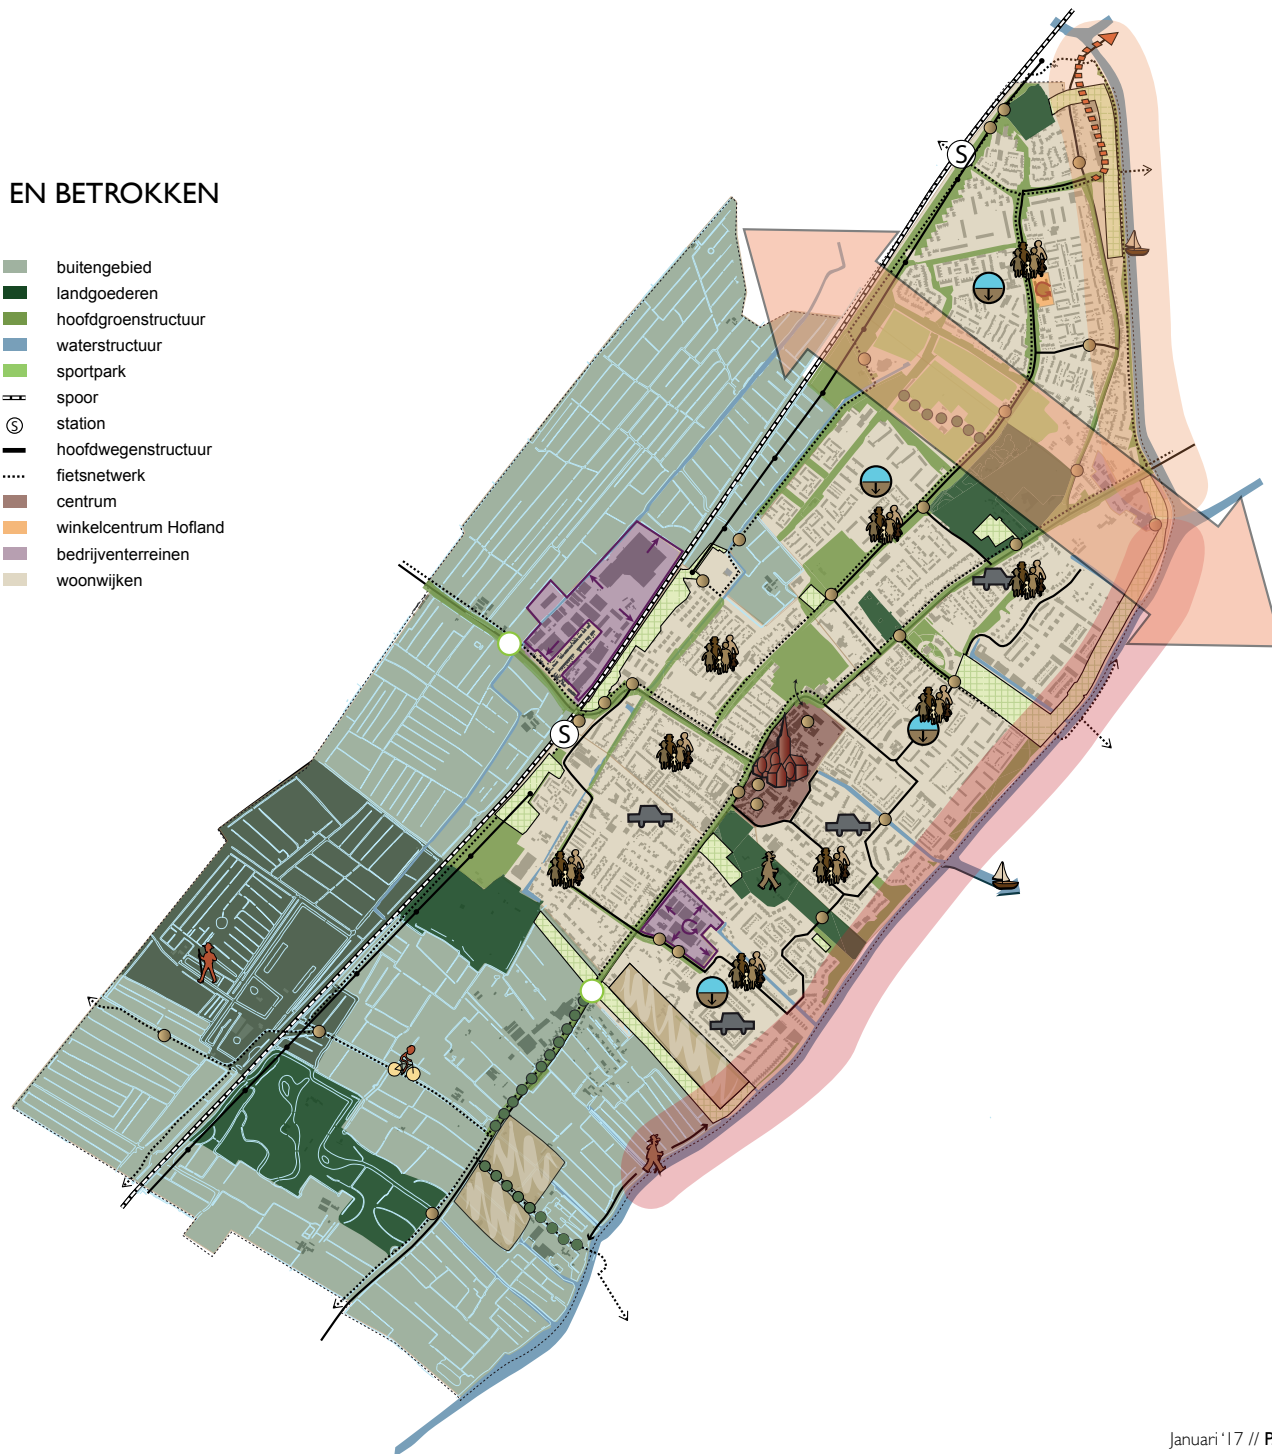 EN BETROKKEN
buitengebied
landgoederen
hoofdgroenstructuur
waterstructuur
sportpark
spoor
S station
hoofdwegenstructuur
fietsnetwerk
centrum
winkelcentrum Hofland
bedrijventerreinen
woonwijken
S
S
Januari '17 // P